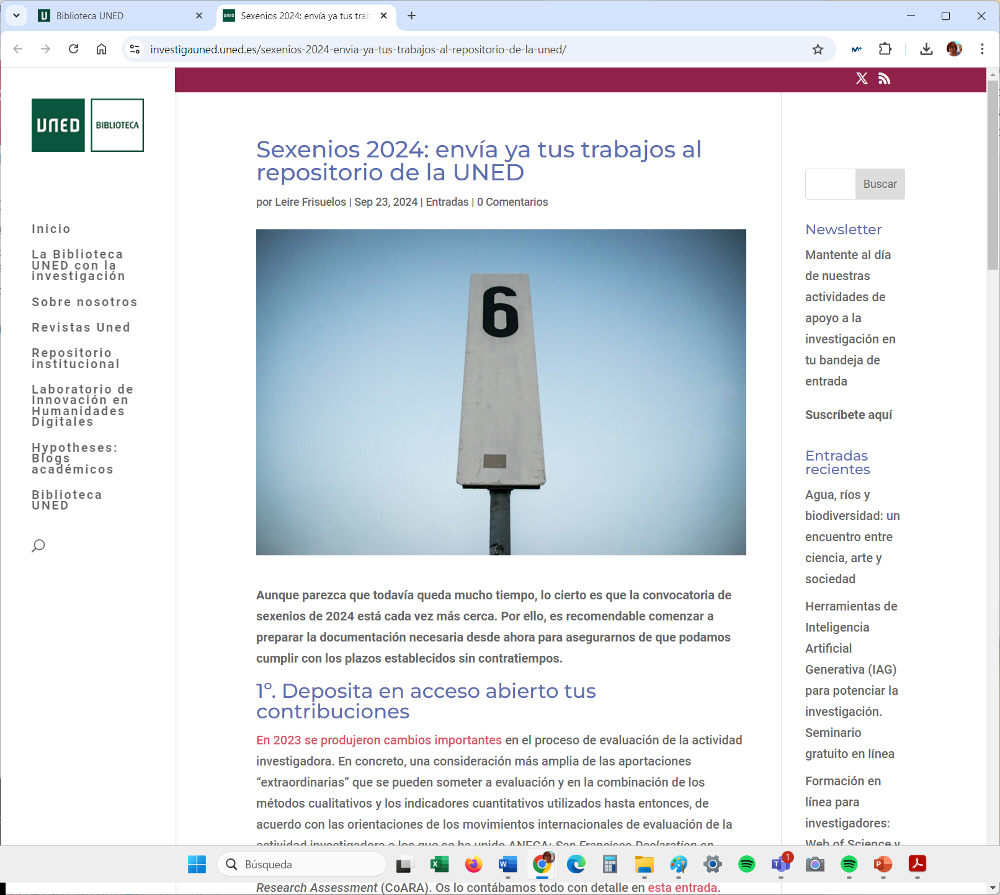 Biblioteca UNED
Sexenios 2024: envía ya tus trab
investigauned.uned.es/sexenios-2024-envia-ya-tus-trabajos-al-repositorio-de-la-uned/
UNED
BIBLIOTECA
Inicio
La Biblioteca
UNED con la
investigación
Sobre nosotros
Revistas Uned
Repositorio
institucional
Laboratorio de
Innovación en
Humanidades
Digitales
Hypotheses:
Blogs
académicos
Biblioteca
UNED
Sexenios 2024: envía ya tus trabajos al
repositorio de la UNED
por Leire Frisuelos | Sep 23, 2024 | Entradas | 0 Comentarios
6
Aunque parezca que todavía queda mucho tiempo, lo cierto es que la convocatoria de
sexenios de 2024 está cada vez más cerca. Por ello, es recomendable comenzar a
preparar la documentación necesaria desde ahora para asegurarnos de que podamos
cumplir con los plazos establecidos sin contratiempos.
1º. Deposita en acceso abierto tus
contribuciones
En 2023 se produjeron cambios importantes en el proceso de evaluación de la actividad
investigadora. En concreto, una consideración más amplia de las aportaciones
“extraordinarias” que se pueden someter a evaluación y en la combinación de los
métodos cualitativos y los indicadores cuantitativos utilizados hasta entonces, de
acuerdo con las orientaciones de los movimientos internacionales de evaluación de la
actividad investigadora a los que se ha unido ANECA: San Francisco Declaration on
Research Assessment (CoARA). Os lo contábamos todo con detalle en esta entrada.
Buscar
Newsletter
Mantente al día
de nuestras
actividades de
apoyo a la
investigación en
tu bandeja de
entrada
Suscríbete aquí
Entradas
recientes
Agua, ríos y
biodiversidad: un
encuentro entre
ciencia, arte y
sociedad
Herramientas de
Inteligencia
Artificial
Generativa (IAG)
para potenciar la
investigación.
Seminario
gratuito en línea
Formación en
línea para
investigadores:
Web of Science y
Búsqueda
1